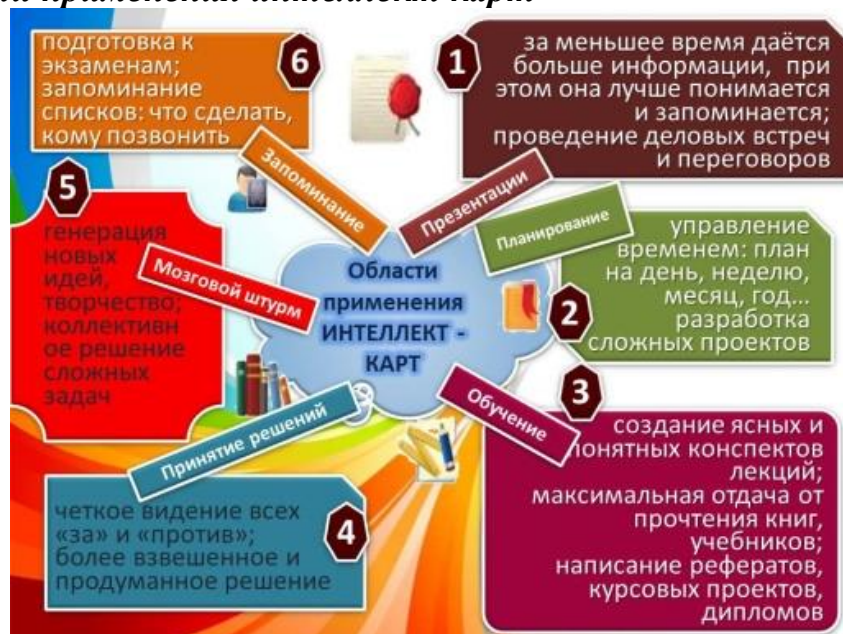 применения интеллект-карт
Области
применения
ИНТЕЛЛЕКТ -
КАРТ
1
Презентации
за меньшее время даётся
больше информации, при
этом она лучше понимается
и запоминается;
проведение деловых встреч
и переговоров
2
Планирование
управление
временем: план
на день, неделю,
месяц, год...
разработка
сложных проектов
3
Обучение
создание ясных и
понятных конспектов
лекций;
максимальная отдача от
прочтения книг,
учебников;
написание рефератов,
курсовых проектов,
дипломов
4
Принятие решений
четкое видение всех
«за» и «против»;
более взвешенное и
продуманное решение
5
Мозговой штурм
генерация
новых
идей,
творчество;
коллективн
ое решение
сложных
задач
6
Запоминание
подготовка к
экзаменам;
запоминание
списков: что сделать,
кому позвонить